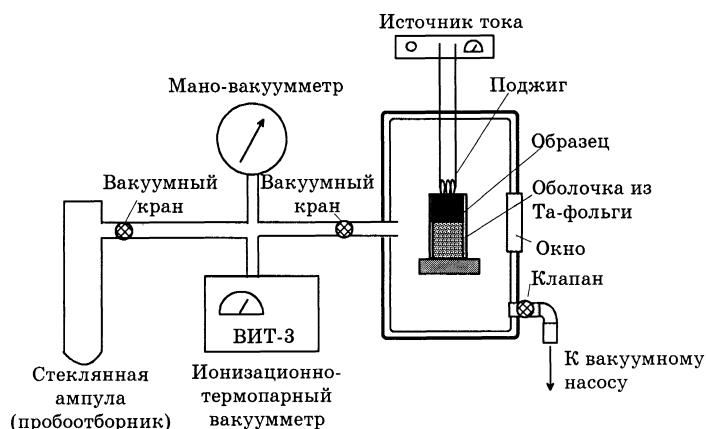 Источник тока
Поджиг
Мано-вакуумметр
Образец
Вакуумный
кран
Вакуумный
кран
Оболочка из
Та-фольги
Окно
Клапан
ВИТ-3
К вакуумному
насосу
Стеклянная
ампула
(пробоотборник)
Ионизационно-
термопарный
вакуумметр